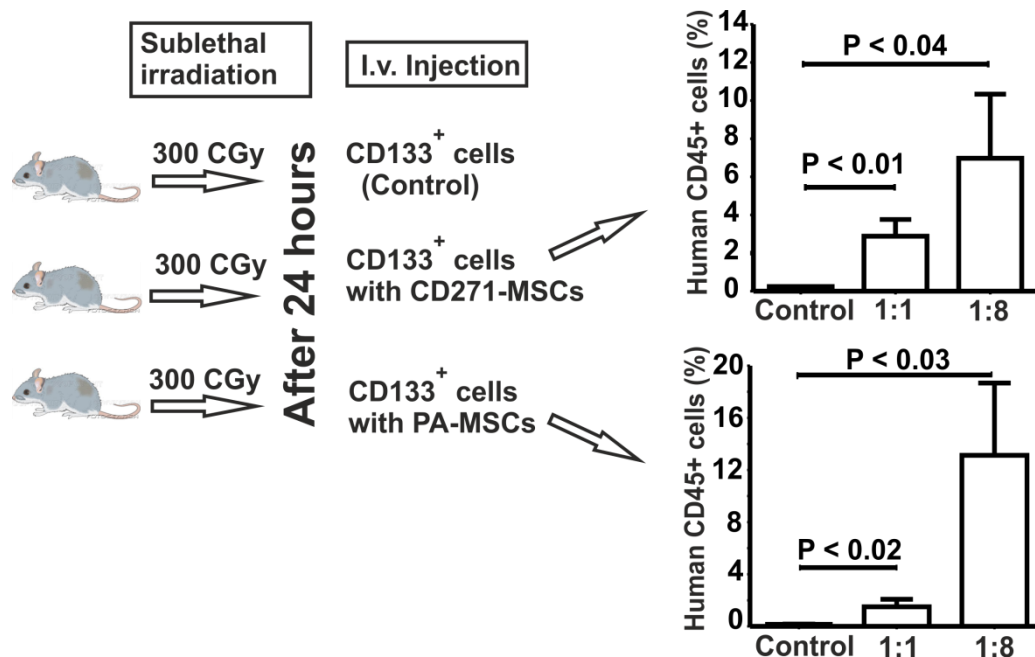 Sublethal
irradiation
I.v. Injection
300 CGy
300 CGy
300 CGy
After 24 hours
CD133+ cells
(Control)
CD133+ cells
with CD271-MSCs
CD133+ cells
with PA-MSCs
Human CD45+ cells (%)
14
12
10
8
6
4
2
0
P < 0.04
P < 0.01
Control 1:1 1:8
Human CD45+ cells (%)
20
16
12
8
4
0
P < 0.03
P < 0.02
Control 1:1 1:8